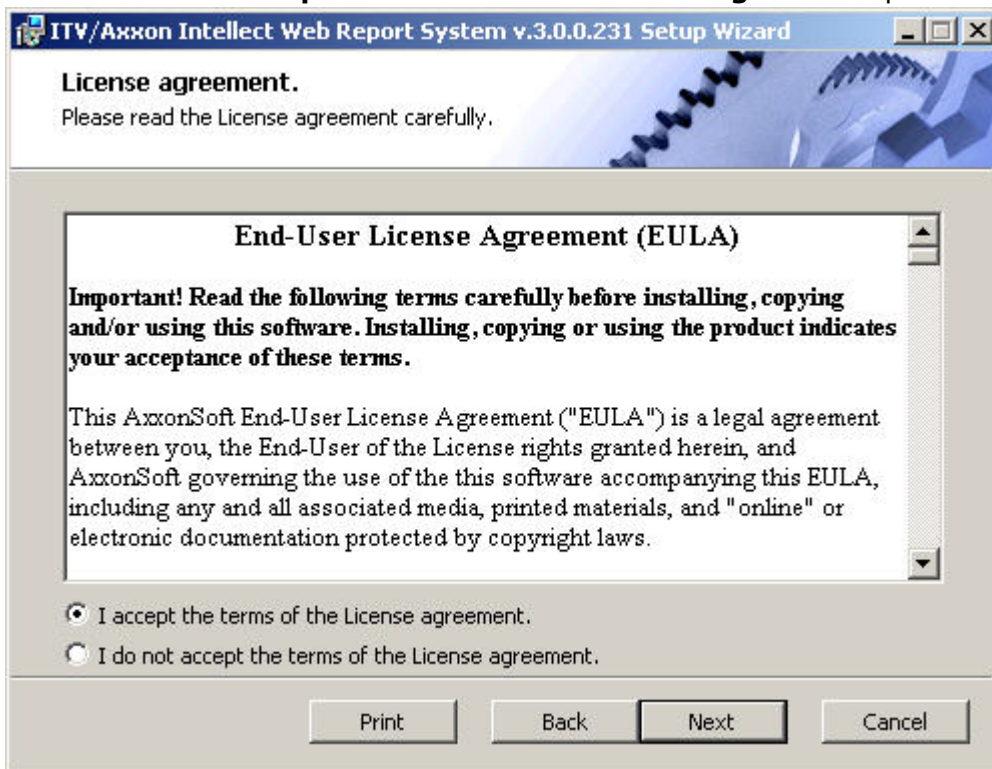 ITV/Axxon Intellect Web Report System v.3.0.0.231 Setup Wizard
License agreement.
Please read the License agreement carefully.
End-User License Agreement (EULA)
Important! Read the following terms carefully before installing, copying
and/or using this software. Installing, copying or using the product indicates
your acceptance of these terms.
This AxxonSoft End-User License Agreement ("EULA") is a legal agreement
between you, the End-User of the License rights granted herein, and
AxxonSoft governing the use of the this software accompanying this EULA,
including any and all associated media, printed materials, and "online" or
electronic documentation protected by copyright laws.
I accept the terms of the License agreement.
I do not accept the terms of the License agreement.
Print Back Next Cancel